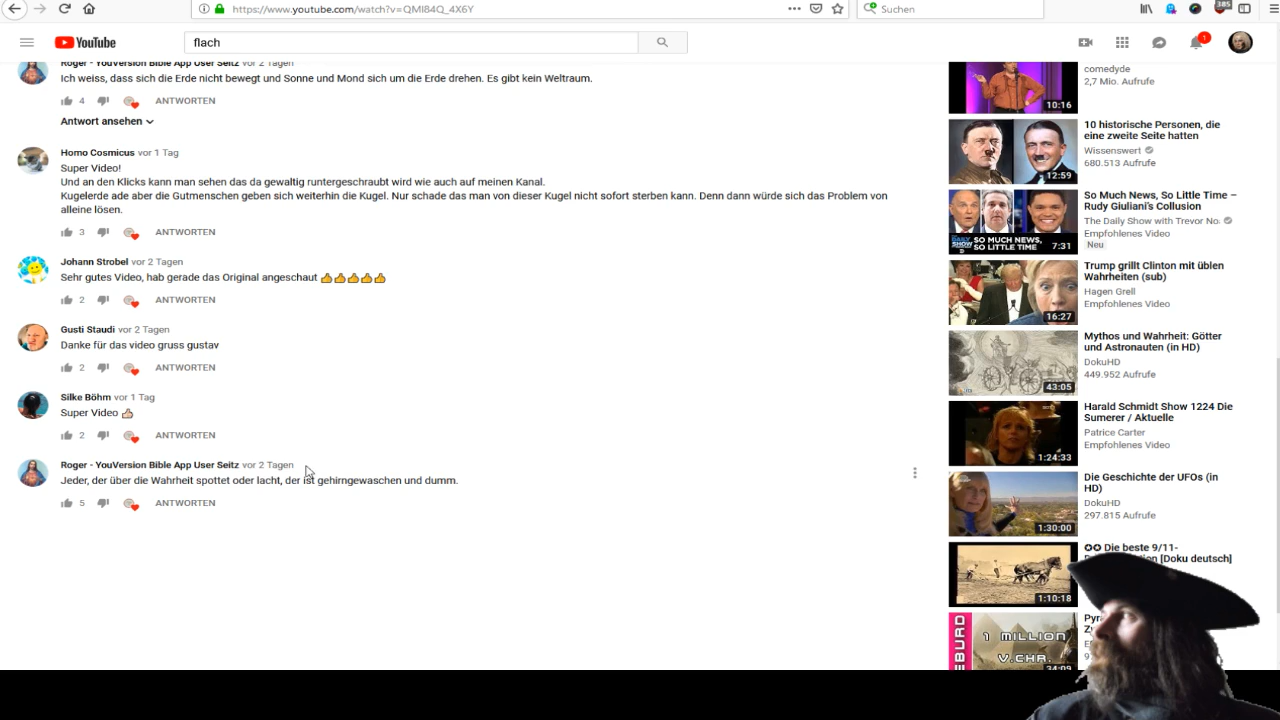 https://www.youtube.com/watch?v=QMI84Q_4X6Y
Suchen
385
YouTube
flach
1
Roger - YouVersion Bible App User Seitz vor 2 Tagen
Ich weiss, dass sich die Erde nicht bewegt und Sonne und Mond sich um die Erde drehen. Es gibt kein Weltraum.
4 ANTWORTEN
Antwort ansehen
Homo Cosmicus vor 1 Tag
Super Video!
Und an den Klicks kann man sehen das da gewaltig runtergeschraubt wird wie auch auf meinen Kanal.
Kugelerde ade aber die Gutmenschen geben sich weiterhin die Kugel. Nur schade das man von dieser Kugel nicht sofort sterben kann. Denn dann würde sich das Problem von
alleine lösen.
3 ANTWORTEN
Johann Strobel vor 2 Tagen
Sehr gutes Video, hab gerade das Original angeschaut
2 ANTWORTEN
Gusti Staudi vor 2 Tagen
Danke für das video gruss gustav
2 ANTWORTEN
Silke Böhm vor 1 Tag
Super Video
2 ANTWORTEN
Roger - YouVersion Bible App User Seitz vor 2 Tagen
Jeder, der über die Wahrheit spottet oder lacht, der ist gehirngewaschen und dumm.
5 ANTWORTEN
comedyde
2,7 Mio. Aufrufe
10:16
10 historische Personen, die
eine zweite Seite hatten
Wissenswert
680.513 Aufrufe
12:59
So Much News, So Little Time –
Rudy Giuliani's Collusion
The Daily Show with Trevor No
Empfohlenes Video
Neu
SO MUCH NEWS,
SO LITTLE TIME
7:31
Trump grillt Clinton mit üblen
Wahrheiten (sub)
Hagen Grell
Empfohlenes Video
16:27
Mythos und Wahrheit: Götter
und Astronauten (in HD)
DokuHD
449.952 Aufrufe
43:05
Harald Schmidt Show 1224 Die
Sumerer / Aktuelle
Patrice Carter
Empfohlenes Video
1:24:33
Die Geschichte der UFOs (in
HD)
DokuHD
297.815 Aufrufe
1:30:00
Die beste 9/11-
[Doku deutsch]
1:10:18
1 MILLION
V.CHR.
34:09